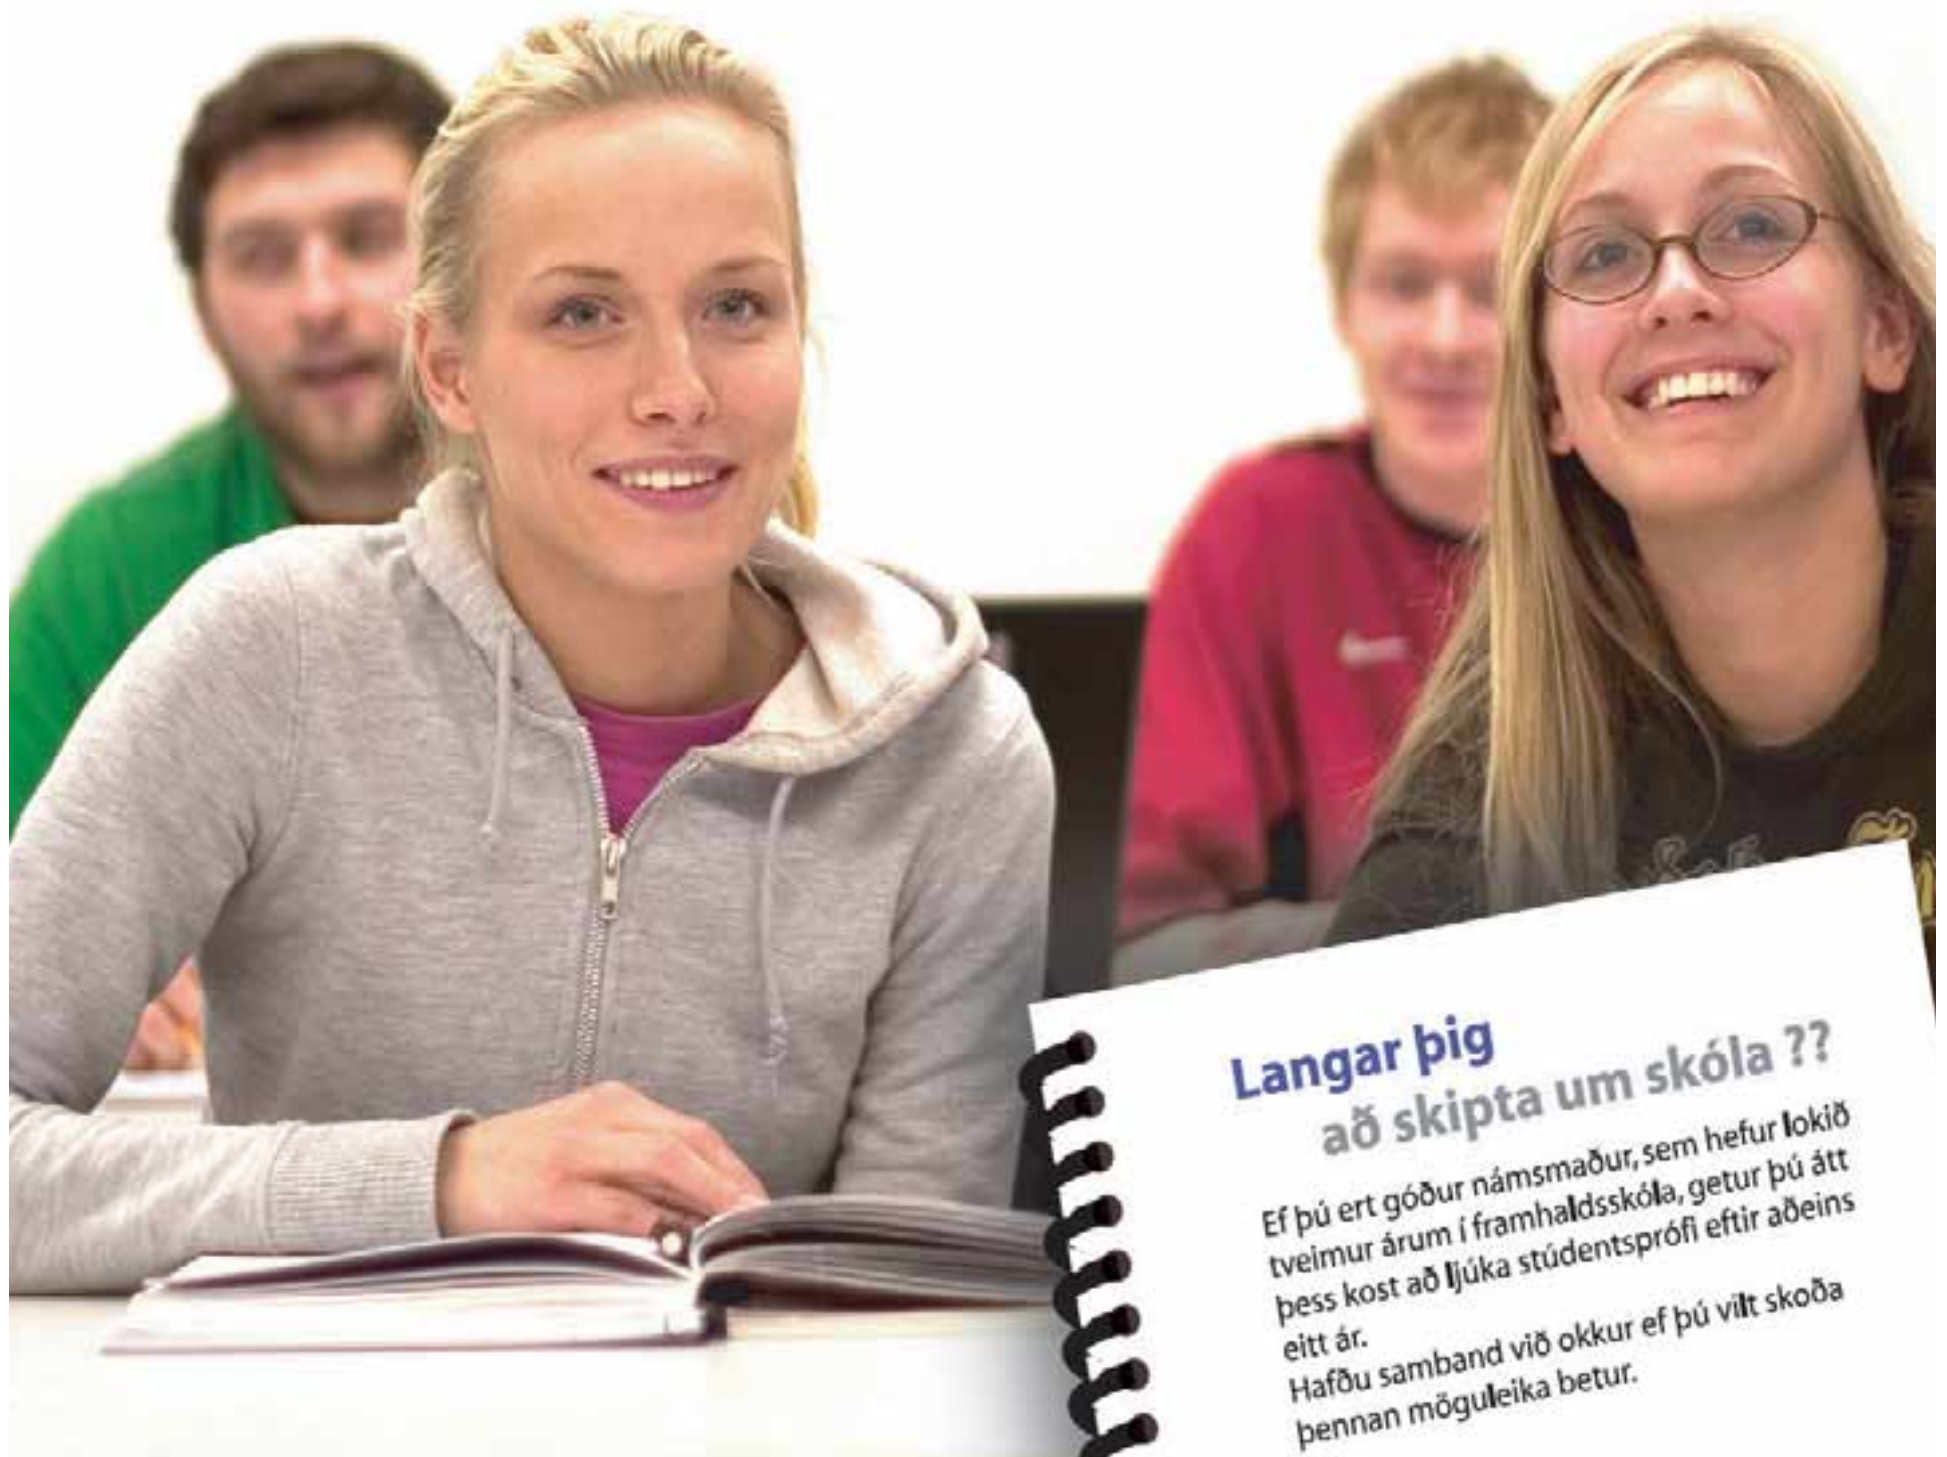 Langar þig
að skipta um skóla ??
Ef þú ert góður námsmaður, sem hefur lokið
tveimur árum í framhaldsskóla, getur þú átt
þess kost að ljúka stúdentsprófi eftir aðeins
eitt ár.
Hafðu samband við okkur ef þú vilt skoða
þennan möguleika betur.